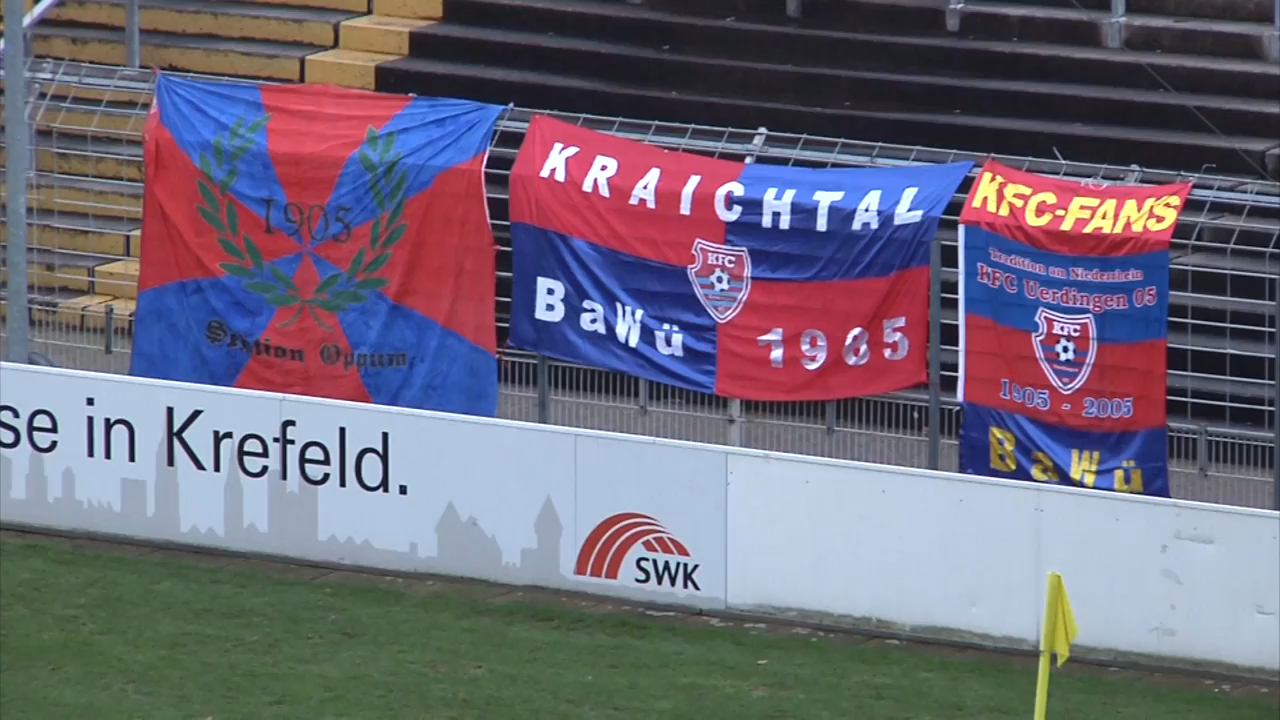 1905
Station Oppum
KRAICHTAL
KFC
BaWü
1985
KFC-FANS
Tradition am Niederrhein
KFC Uerdingen 05
KFC
1905 - 2005
BaWü
se in Krefeld.
SWK